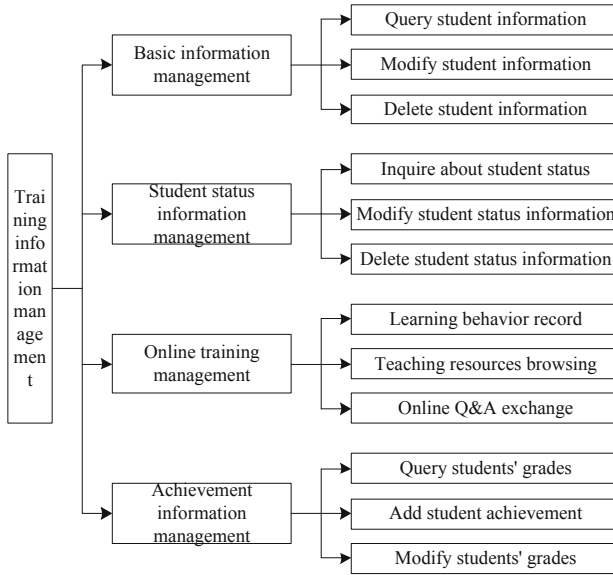 Trai
ning
info
rmat
ion
man
age
ment
Basic information
management
Query student information
Modify student information
Delete student information
Student status
information
management
Inquire about student status
Modify student status information
Delete student status information
Online training
management
Learning behavior record
Teaching resources browsing
Online Q&A exchange
Achievement
information
management
Query students' grades
Add student achievement
Modify students' grades